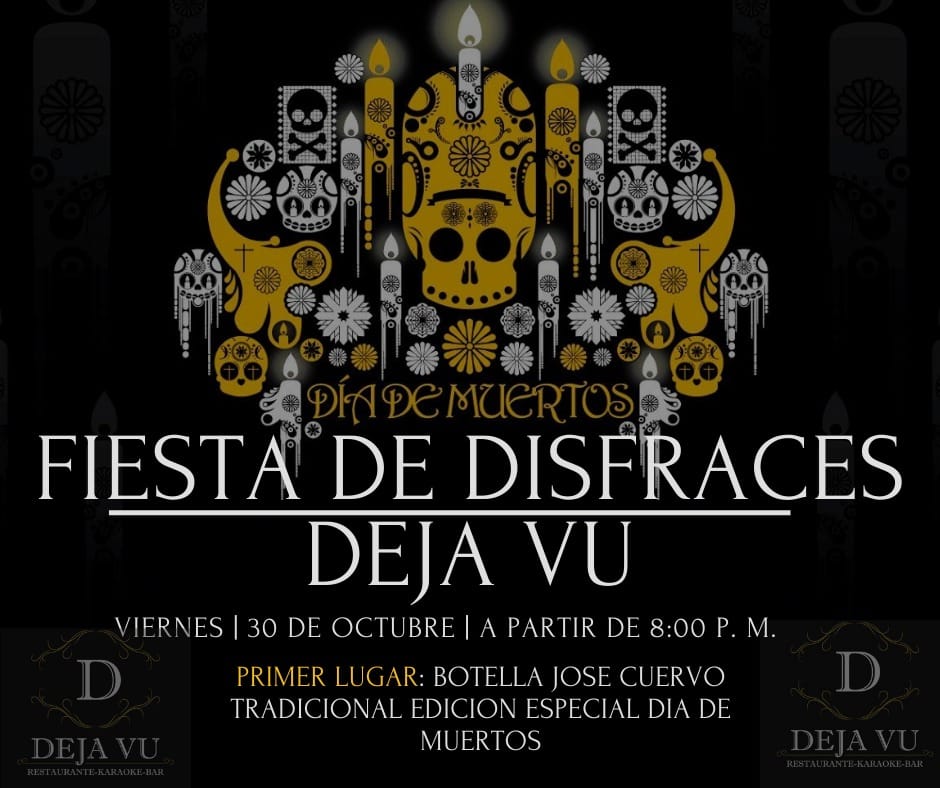 DÍA DE MUERTOS
FIESTA DE DISFRACES
DEJA VU
VIERNES | 30 DE OCTUBRE | A PARTIR DE 8:00 P. M.
PRIMER LUGAR: BOTELLA JOSE CUERVO
TRADICIONAL EDICION ESPECIAL DIA DE
MUERTOS
D
DEJA VU
RESTAURANTE-KARAOKE-BAR
D
DEJA VU
RESTAURANTE-KARAOKE-BAR